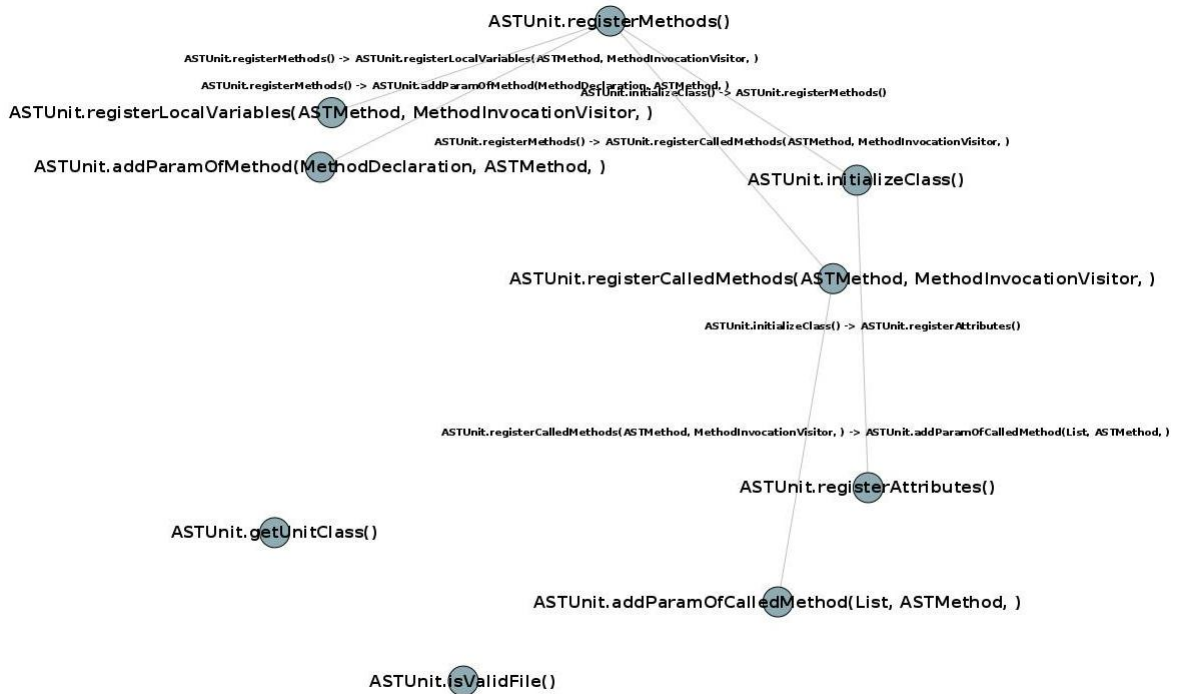 ASTUnit.registerMethods()
ASTUnit.registerMethods() -> ASTUnit.registerLocalVariables(ASTMethod, MethodInvocationVisitor, )
ASTUnit.registerMethods() -> ASTUnit.addParamOfMethod(MethodDeclaration, ASTMethod, )
ASTUnit.initializeClass() -> ASTUnit.registerMethods()
ASTUnit.registerLocalVariables(ASTMethod, MethodInvocationVisitor, )
ASTUnit.registerMethods() -> ASTUnit.registerCalledMethods(ASTMethod, MethodInvocationVisitor, )
ASTUnit.addParamOfMethod(MethodDeclaration, ASTMethod, )
ASTUnit.initializeClass()
ASTUnit.registerCalledMethods(ASTMethod, MethodInvocationVisitor, )
ASTUnit.initializeClass() -> ASTUnit.registerAttributes()
ASTUnit.registerCalledMethods(ASTMethod, MethodInvocationVisitor, ) -> ASTUnit.addParamOfCalledMethod(List, ASTMethod, )
ASTUnit.registerAttributes()
ASTUnit.getUnitClass()
ASTUnit.addParamOfCalledMethod(List, ASTMethod, )
ASTUnit.isValidFile()